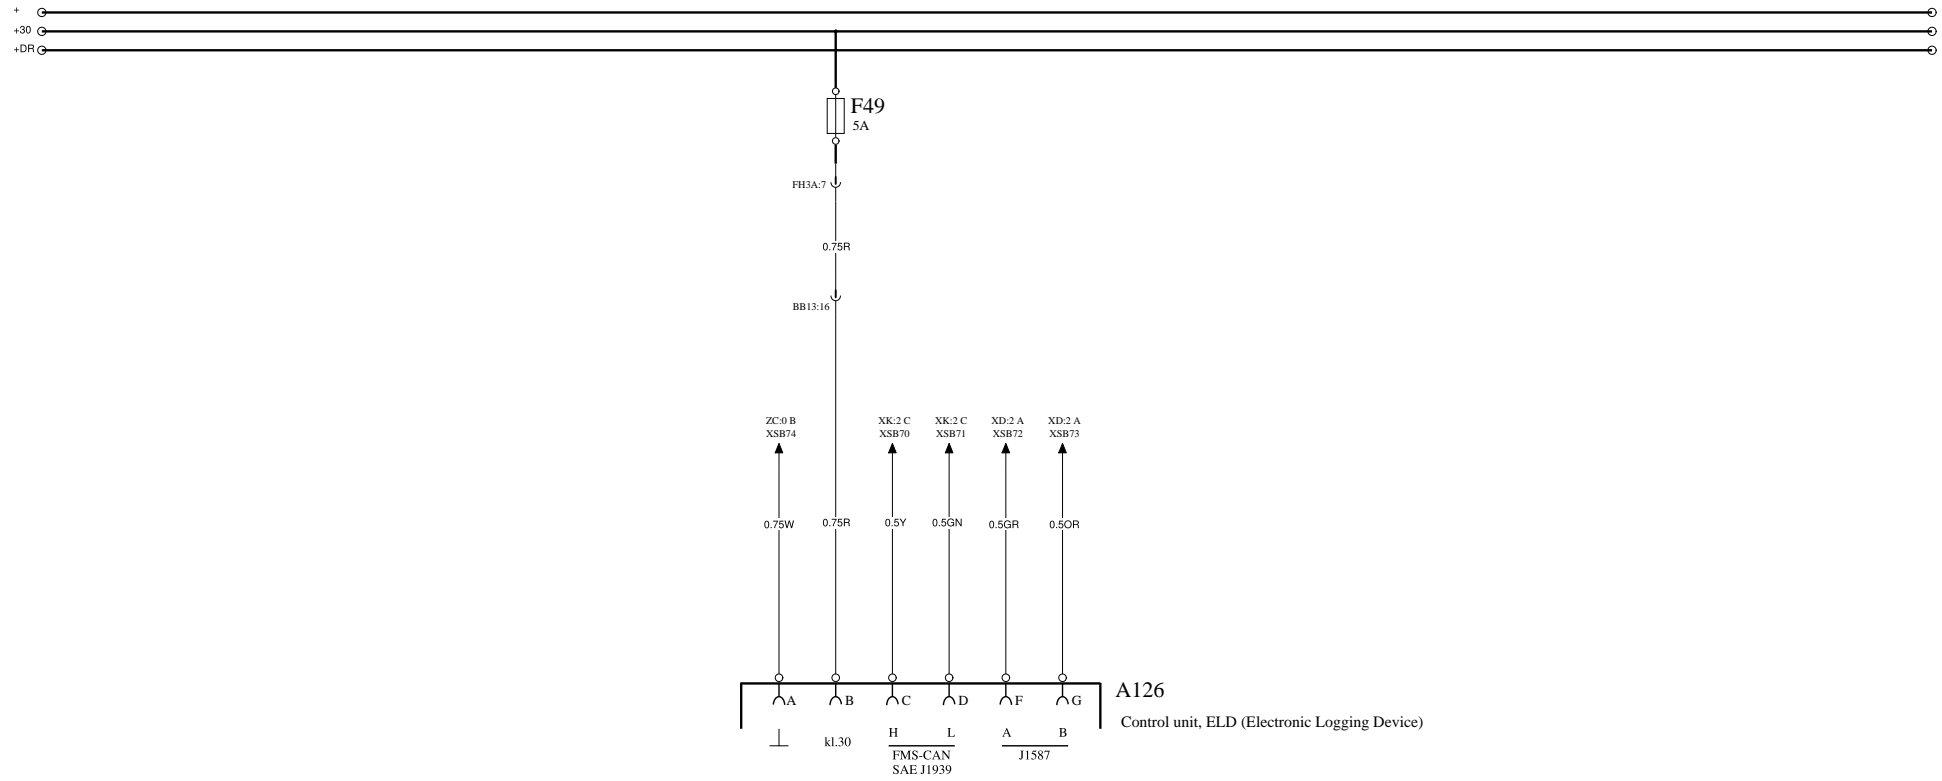 +
+30
+DR
F49
5A
FH3A:7
0.75R
BB13:16
ZC:0 B
XSB74
XK:2 C
XSB70
XK:2 C
XSB71
XD:2 A
XSB72
XD:2 A
XSB73
0.75W
0.75R
0.5Y
0.5GN
0.5GR
0.5OR
A126
A
B
C
D
F
G
Control unit, ELD (Electronic Logging Device)
kl.30
H
L
A
B
FMS-CAN
SAE J1939
J1587